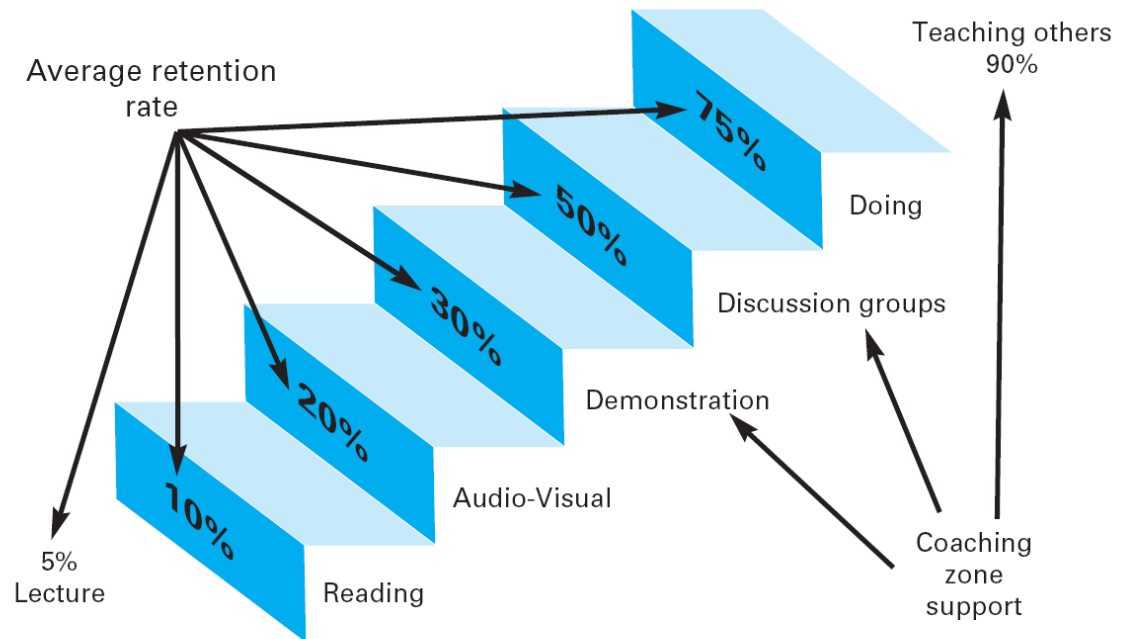 Average retention
rate
Teaching others
90%
75%
Doing
50%
Discussion groups
30%
Demonstration
20%
Audio-Visual
10%
Reading
5%
Lecture
Coaching
zone
support